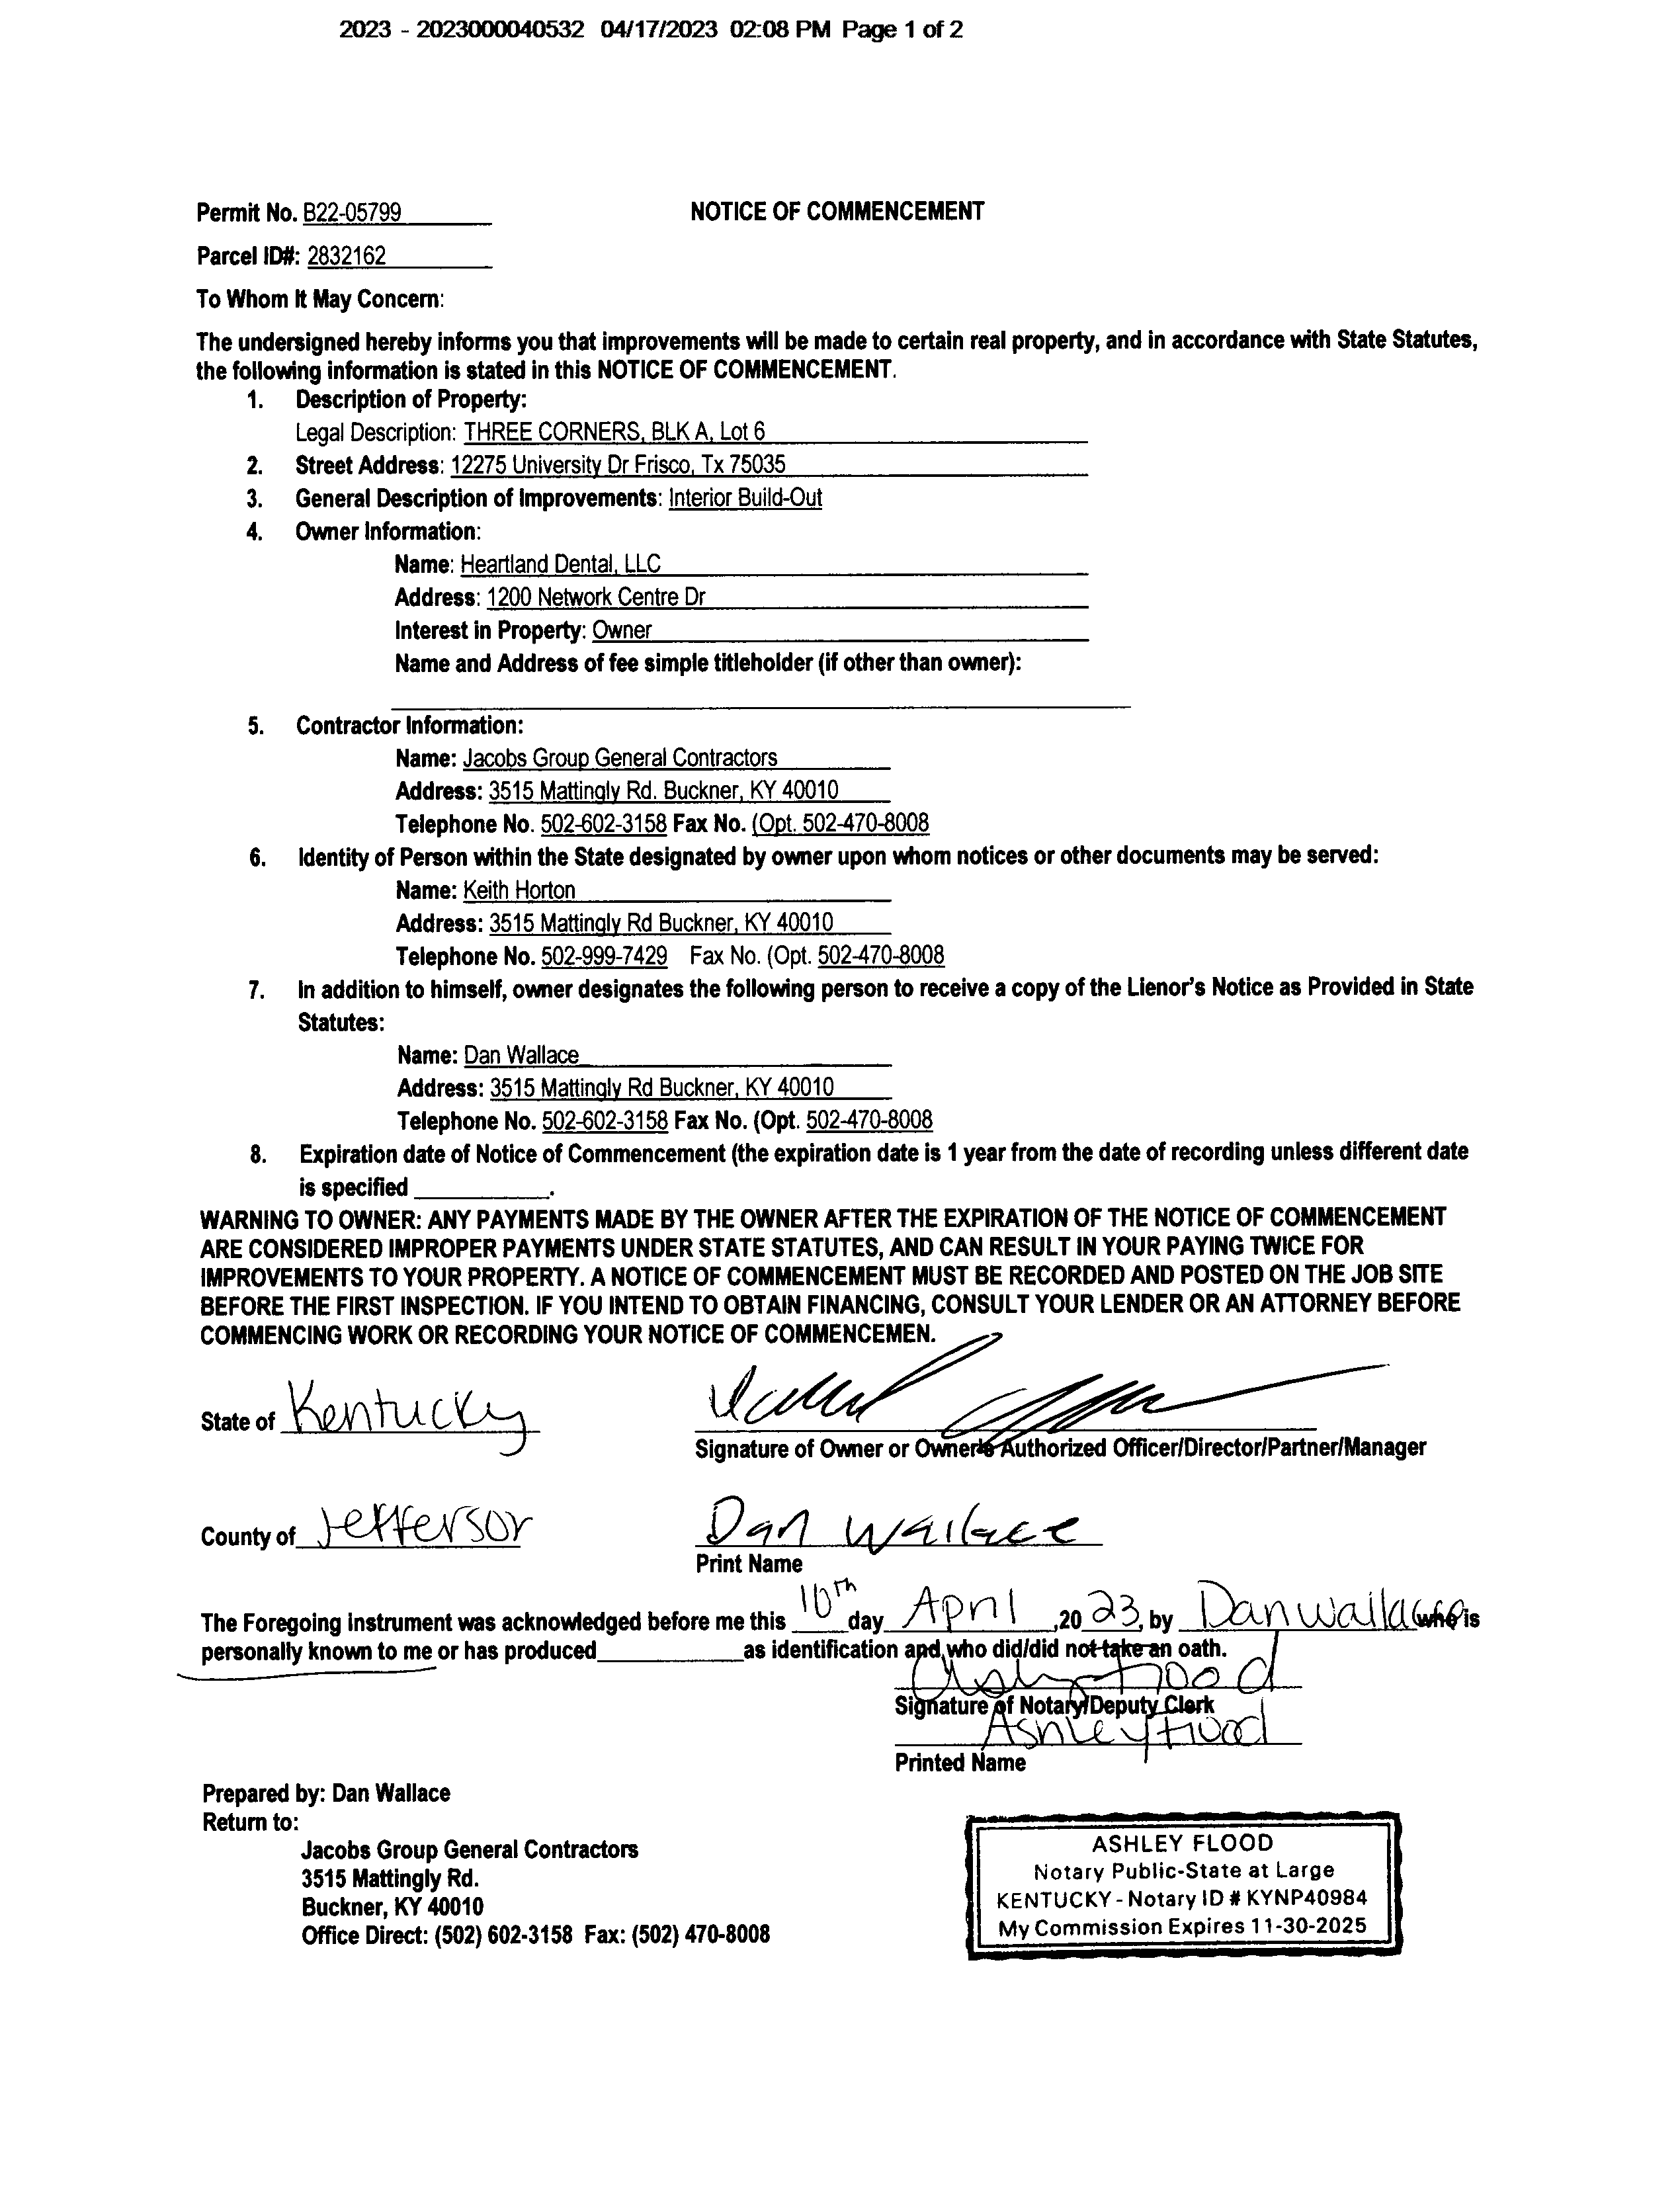 2023 - 2023000040532 04/17/2023 02:08 PM Page 1 of 2
Permit No. B22-05799 NOTICE OF COMMENCEMENT
Parcel ID#: 2832162
To Whom It May Concern:
The undersigned hereby informs you that improvements will be made to certain real property, and in accordance with State Statutes,
the following information is stated in this NOTICE OF COMMENCEMENT.
1. Description of Property:
Legal Description: THREE CORNERS, BLK A, Lot 6
2. Street Address: 12275 University Dr Frisco, Tx 75035
3. General Description of Improvements: Interior Build-Out
4. Owner Information:
Name: Heartland Dental, LLC
Address: 1200 Network Centre Dr
Interest in Property: Owner
Name and Address of fee simple titleholder (if other than owner):
5. Contractor Information:
Name: Jacobs Group General Contractors
Address: 3515 Mattingly Rd. Buckner, KY 40010
Telephone No. 502-602-3158 Fax No. (Opt. 502-470-8008
6. Identity of Person within the State designated by owner upon whom notices or other documents may be served:
Name: Keith Horton
Address: 3515 Mattingly Rd Buckner, KY 40010
Telephone No. 502-999-7429 Fax No. (Opt. 502-470-8008
7. In addition to himself, owner designates the following person to receive a copy of the Lienor's Notice as Provided in State
Statutes:
Name: Dan Wallace
Address: 3515 Mattingly Rd Buckner, KY 40010
Telephone No. 502-602-3158 Fax No. (Opt. 502-470-8008
8. Expiration date of Notice of Commencement (the expiration date is 1 year from the date of recording unless different date
is specified __________.
WARNING TO OWNER: ANY PAYMENTS MADE BY THE OWNER AFTER THE EXPIRATION OF THE NOTICE OF COMMENCEMENT
ARE CONSIDERED IMPROPER PAYMENTS UNDER STATE STATUTES, AND CAN RESULT IN YOUR PAYING TWICE FOR
IMPROVEMENTS TO YOUR PROPERTY. A NOTICE OF COMMENCEMENT MUST BE RECORDED AND POSTED ON THE JOB SITE
BEFORE THE FIRST INSPECTION. IF YOU INTEND TO OBTAIN FINANCING, CONSULT YOUR LENDER OR AN ATTORNEY BEFORE
COMMENCING WORK OR RECORDING YOUR NOTICE OF COMMENCEMEN.
State of Kentucky
Signature of Owner or Owner's Authorized Officer/Director/Partner/Manager
County of Jefferson Dan Wallace
Print Name
The Foregoing instrument was acknowledged before me this 10th day April ,20 23, by Dan Wallace who is
personally known to me or has produced__________as identification and who did/did not take an oath.
Ashley Flood
Signature of Notary/Deputy Clerk
Ashley Flood
Printed Name
Prepared by: Dan Wallace
Return to:
Jacobs Group General Contractors
3515 Mattingly Rd.
Buckner, KY 40010
Office Direct: (502) 602-3158 Fax: (502) 470-8008
ASHLEY FLOOD
Notary Public-State at Large
KENTUCKY - Notary ID # KYNP40984
My Commission Expires 11-30-2025